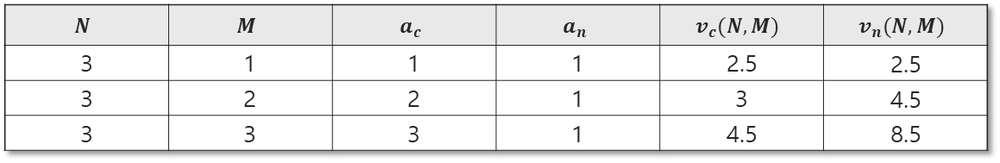 N M a_c a_n v_c(N, M) v_n(N, M)
3 1 1 1 2.5 2.5
3 2 2 1 3 4.5
3 3 3 1 4.5 8.5